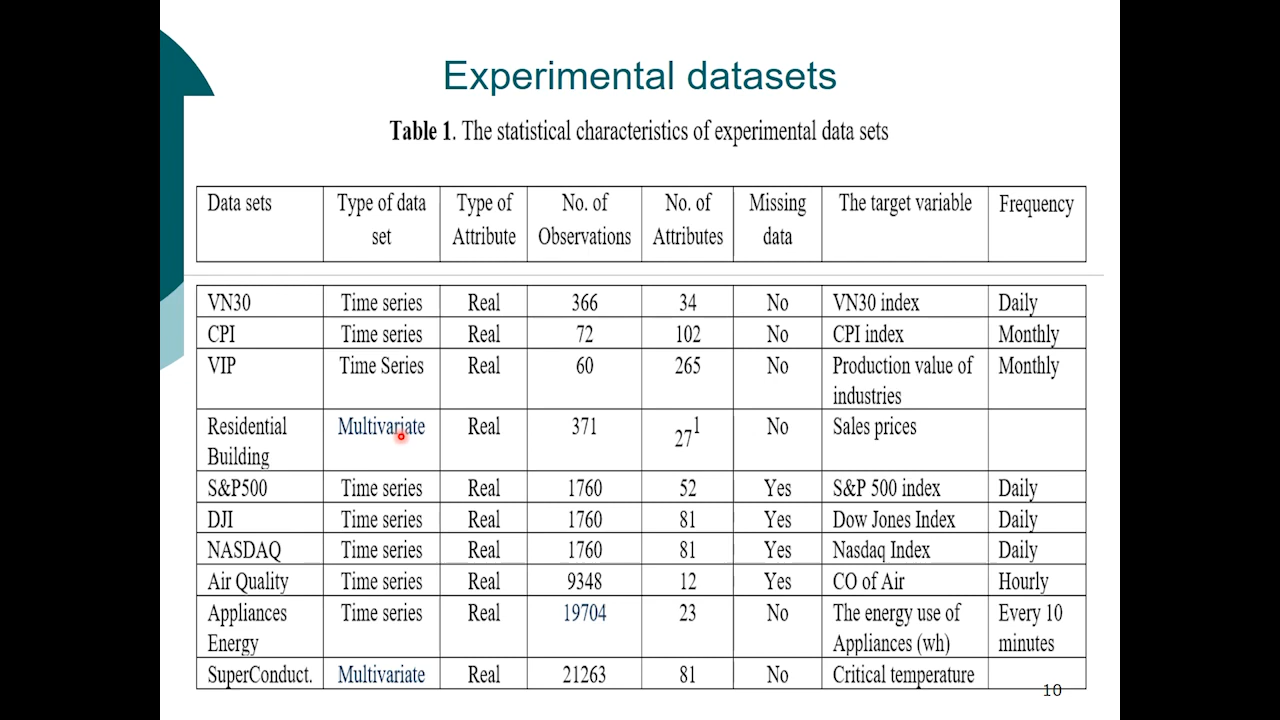 Experimental datasets
Table 1. The statistical characteristics of experimental data sets
Data sets Type of data set Type of Attribute No. of Observations No. of Attributes Missing data The target variable Frequency
VN30 Time series Real 366 34 No VN30 index Daily
CPI Time series Real 72 102 No CPI index Monthly
VIP Time Series Real 60 265 No Production value of industries Monthly
Residential Building Multivariate Real 371 27¹ No Sales prices
S&P500 Time series Real 1760 52 Yes S&P 500 index Daily
DJI Time series Real 1760 81 Yes Dow Jones Index Daily
NASDAQ Time series Real 1760 81 Yes Nasdaq Index Daily
Air Quality Time series Real 9348 12 Yes CO of Air Hourly
Appliances Energy Time series Real 19704 23 No The energy use of Appliances (wh) Every 10 minutes
SuperConduct. Multivariate Real 21263 81 No Critical temperature
10